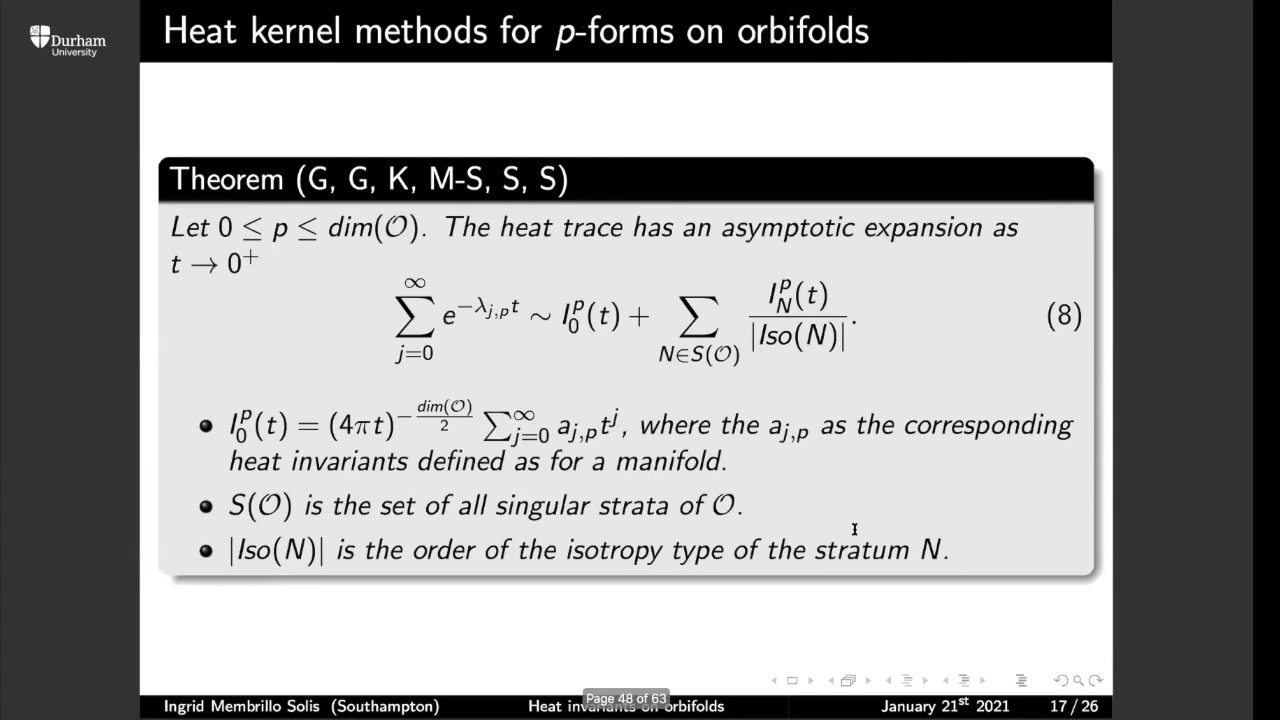 Durham
University
Heat kernel methods for p-forms on orbifolds
Theorem (G, G, K, M-S, S, S)
Let 0 ≤ p ≤ dim(𝒪). The heat trace has an asymptotic expansion as
t → 0⁺
∑_{j=0}^{∞} e^{−λ_{j,p}t} ∼ I_0^p(t) + ∑_{N∈S(𝒪)} I_N^p(t) / |Iso(N)|. (8)
• I_0^p(t) = (4πt)^{−dim(𝒪)/2} ∑_{j=0}^{∞} a_{j,p}t^j, where the a_{j,p} as the corresponding
heat invariants defined as for a manifold.
• S(𝒪) is the set of all singular strata of 𝒪.
• |Iso(N)| is the order of the isotropy type of the stratum N.
Page 48 of 63
Ingrid Membrillo Solis (Southampton) Heat invariants on orbifolds January 21st 2021 17 / 26